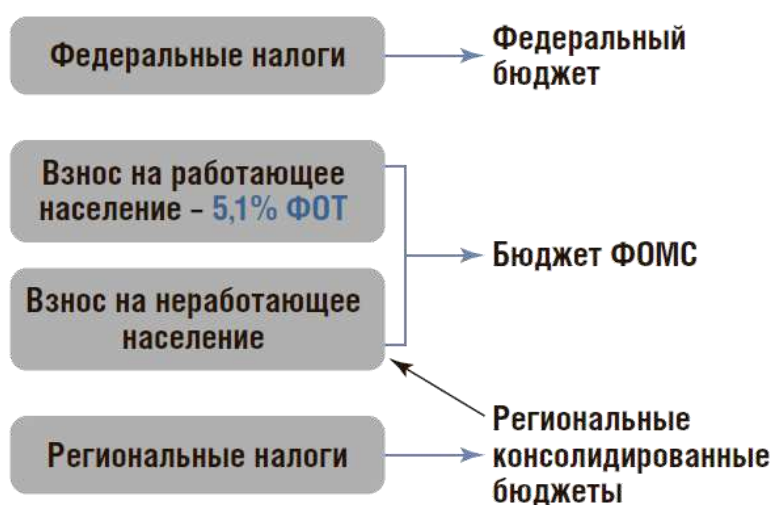 Федеральные налоги
Федеральный
бюджет
Взнос на работающее
население – 5,1% ФОТ
Бюджет ФОМС
Взнос на неработающее
население
Региональные налоги
Региональные
консолидированные
бюджеты